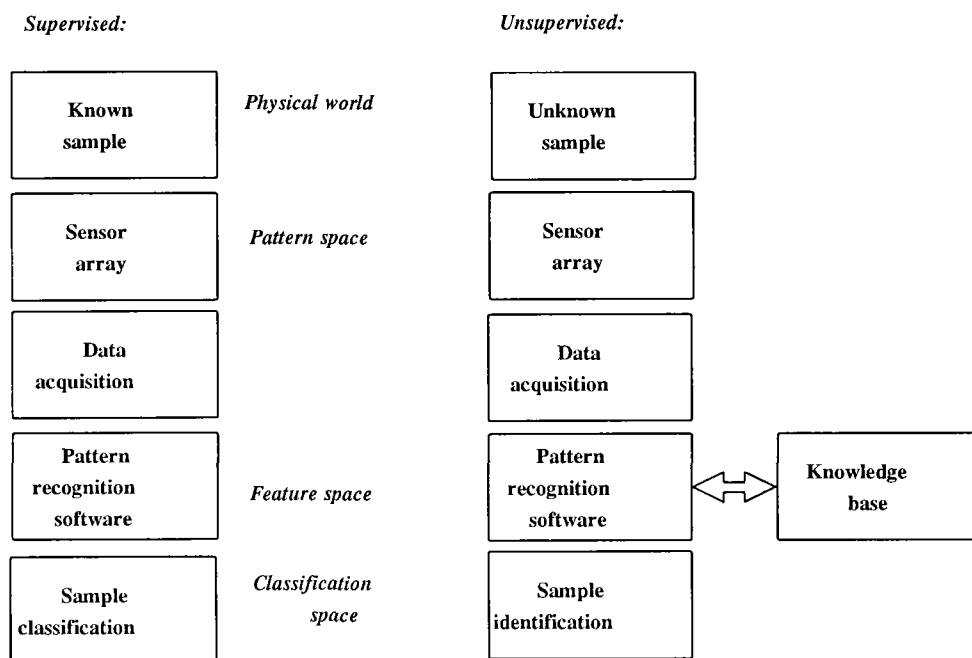 Supervised:
Unsupervised:
Known
sample
Physical world
Unknown
sample
Sensor
array
Pattern space
Sensor
array
Data
acquisition
Data
acquisition
Pattern
recognition
software
Feature space
Pattern
recognition
software
Knowledge
base
Sample
classification
Classification
space
Sample
identification